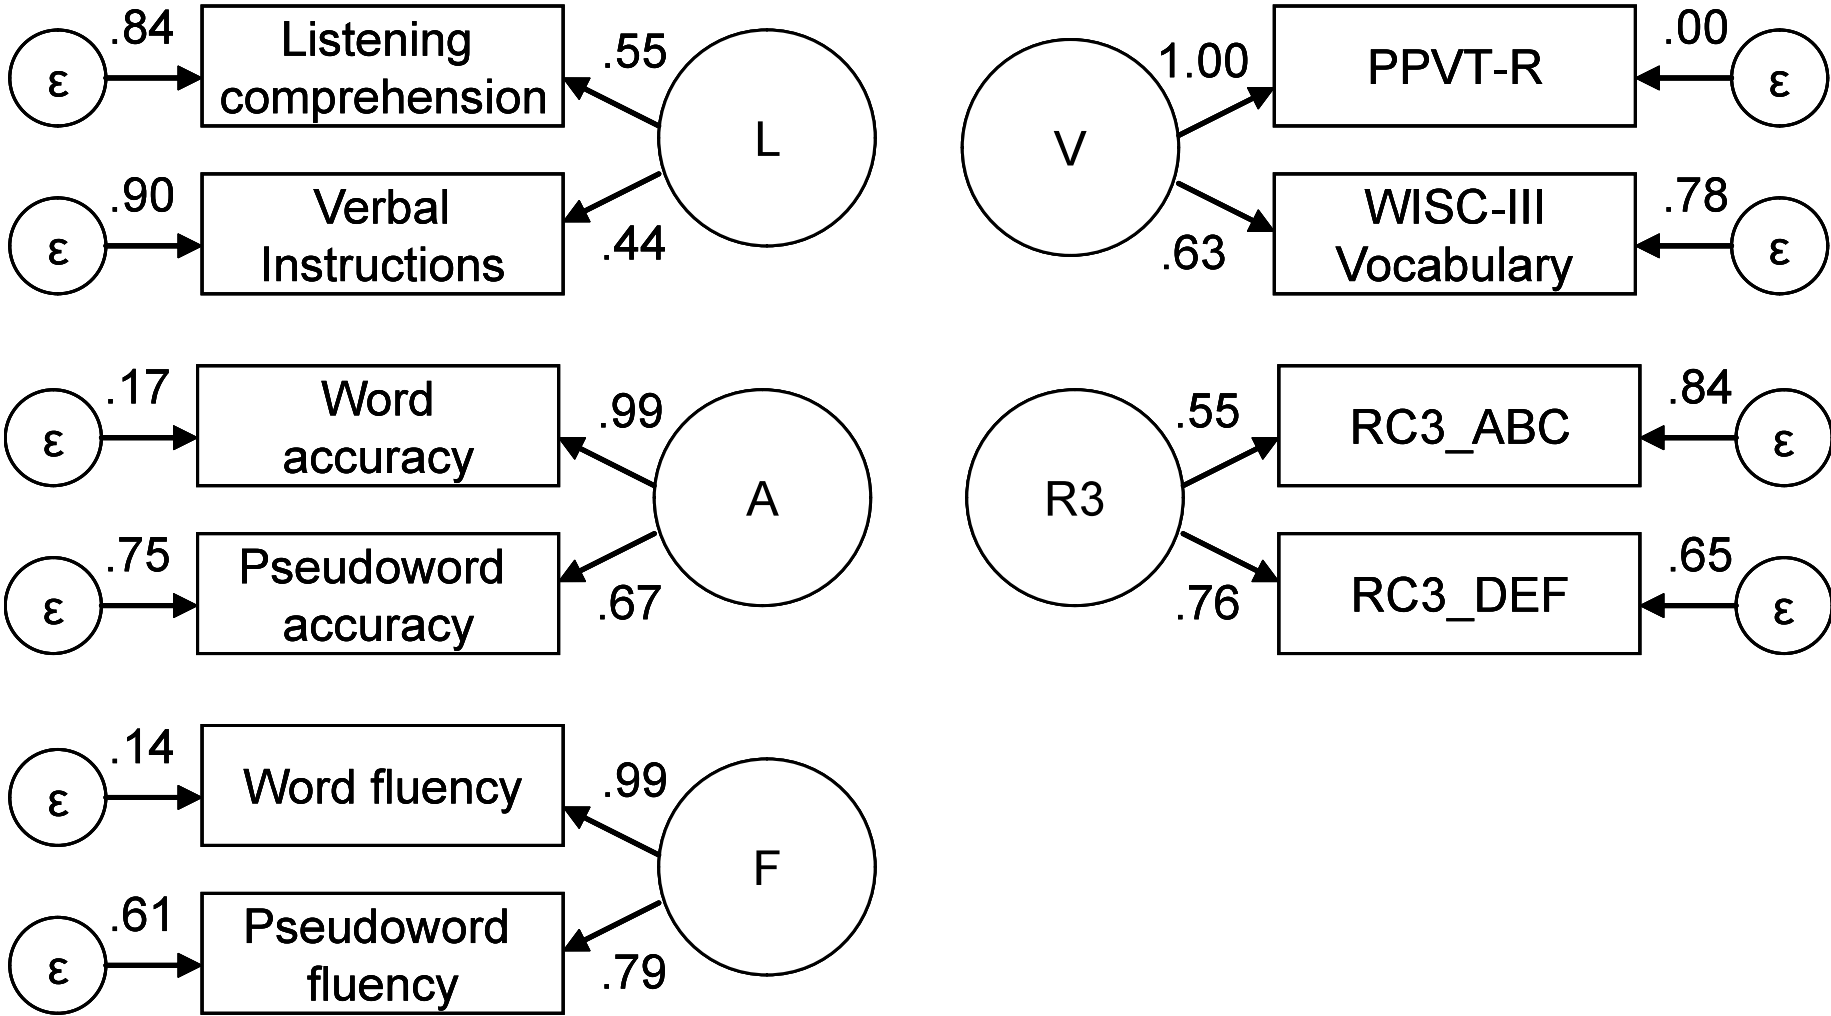 .84
ε
Listening
comprehension
.55
L
.90
ε
Verbal
Instructions
.44
V
1.00
PPVT-R
.00
ε
.63
WISC-III
Vocabulary
.78
ε
.17
ε
Word
accuracy
.99
A
.75
ε
Pseudoword
accuracy
.67
R3
.55
RC3_ABC
.84
ε
.76
RC3_DEF
.65
ε
.14
ε
Word fluency
.99
F
.61
ε
Pseudoword
fluency
.79